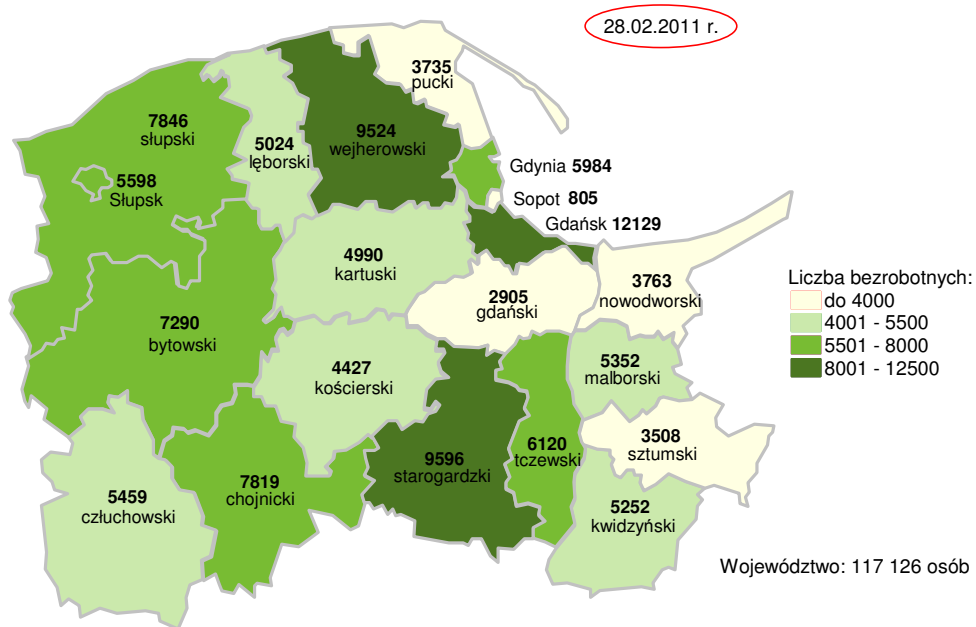 28.02.2011 r.
3735
pucki
7846
słupski
5024
lęborski
9524
wejherowski
Gdynia 5984
5598
Słupsk
Sopot 805
Gdańsk 12129
4990
kartuski
3763
nowodworski
2905
gdański
7290
bytowski
4427
kościerski
5352
malborski
Liczba bezrobotnych:
do 4000
4001 - 5500
5501 - 8000
8001 - 12500
3508
sztumski
6120
tczewski
9596
starogardzki
7819
chojnicki
5459
człuchowski
5252
kwidzyński
Województwo: 117 126 osób